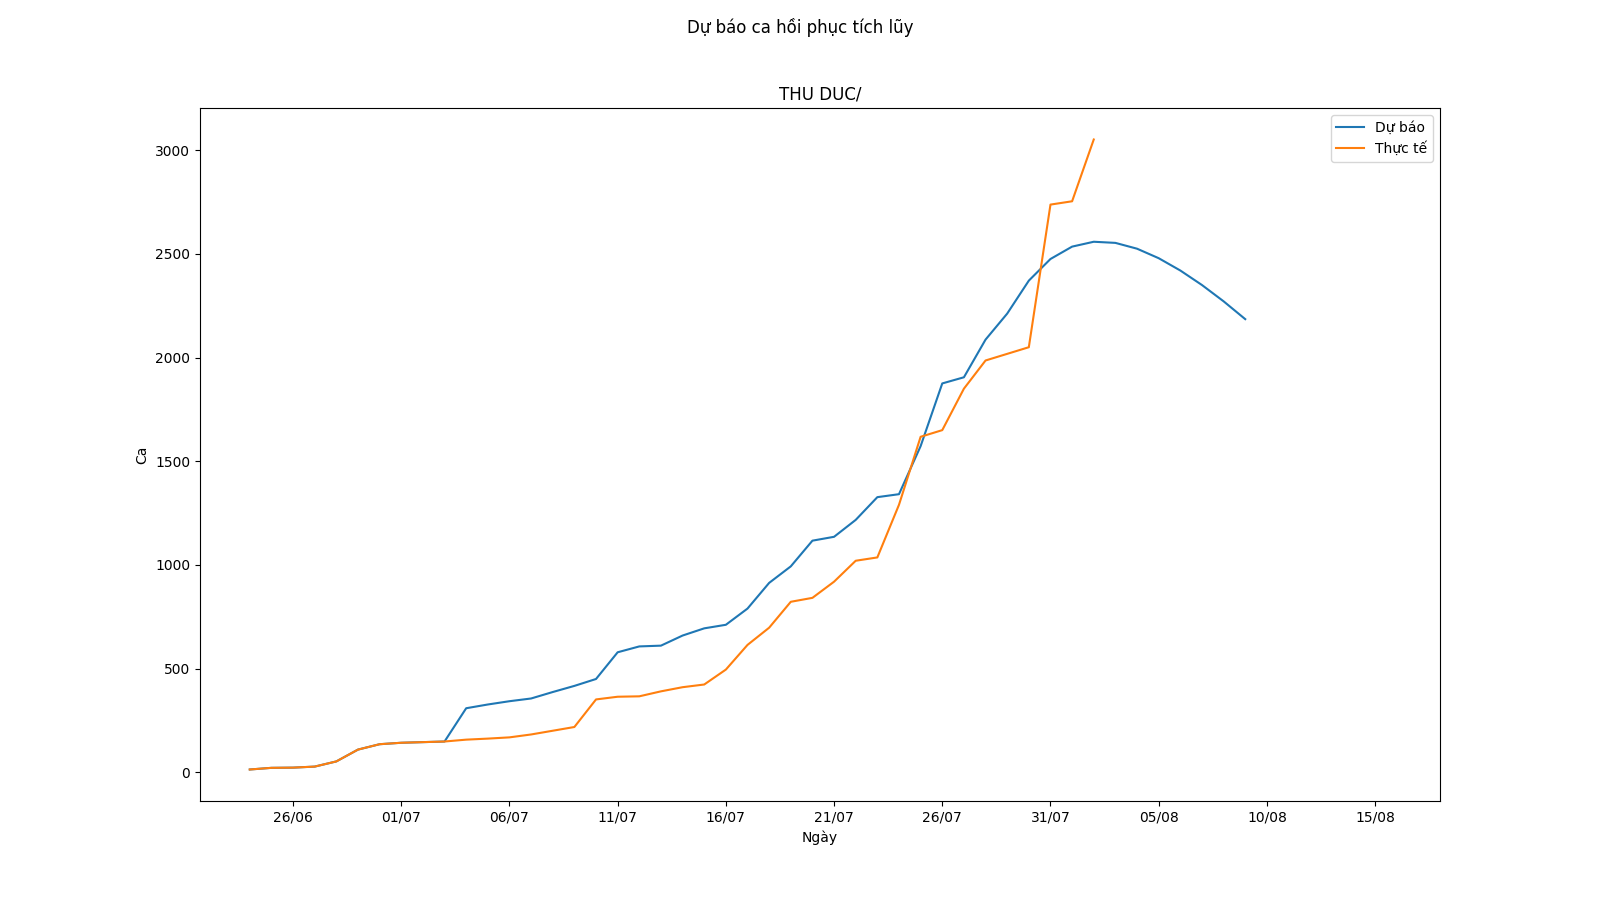 Dự báo ca hồi phục tích lũy
THU DUC/
Dự báo
Thực tế
3000
2500
2000
1500
1000
500
0
Ca
26/06 01/07 06/07 11/07 16/07 21/07 26/07 31/07 05/08 10/08 15/08
Ngày